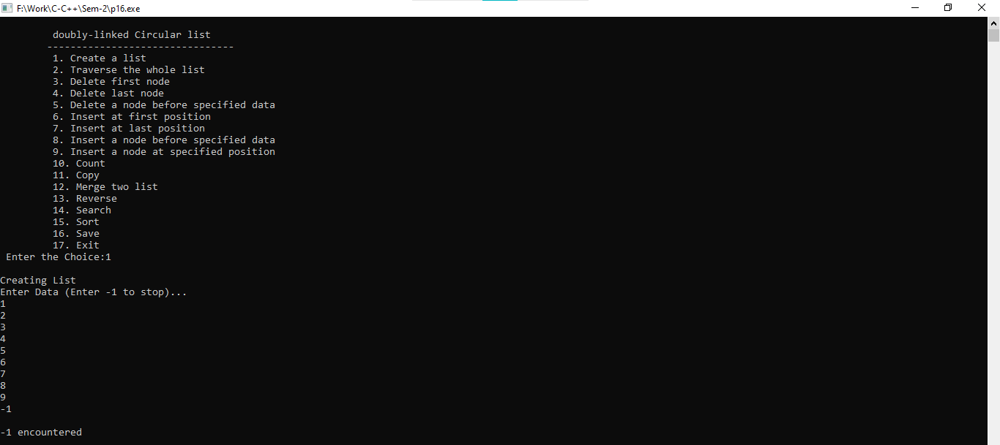 F:\Work\C-C++\Sem-2\p16.exe
doubly-linked Circular list
--------------------------------
1. Create a list
2. Traverse the whole list
3. Delete first node
4. Delete last node
5. Delete a node before specified data
6. Insert at first position
7. Insert at last position
8. Insert a node before specified data
9. Insert a node at specified position
10. Count
11. Copy
12. Merge two list
13. Reverse
14. Search
15. Sort
16. Save
17. Exit
Enter the Choice:1
Creating List
Enter Data (Enter -1 to stop)...
1
2
3
4
5
6
7
8
9
-1
-1 encountered